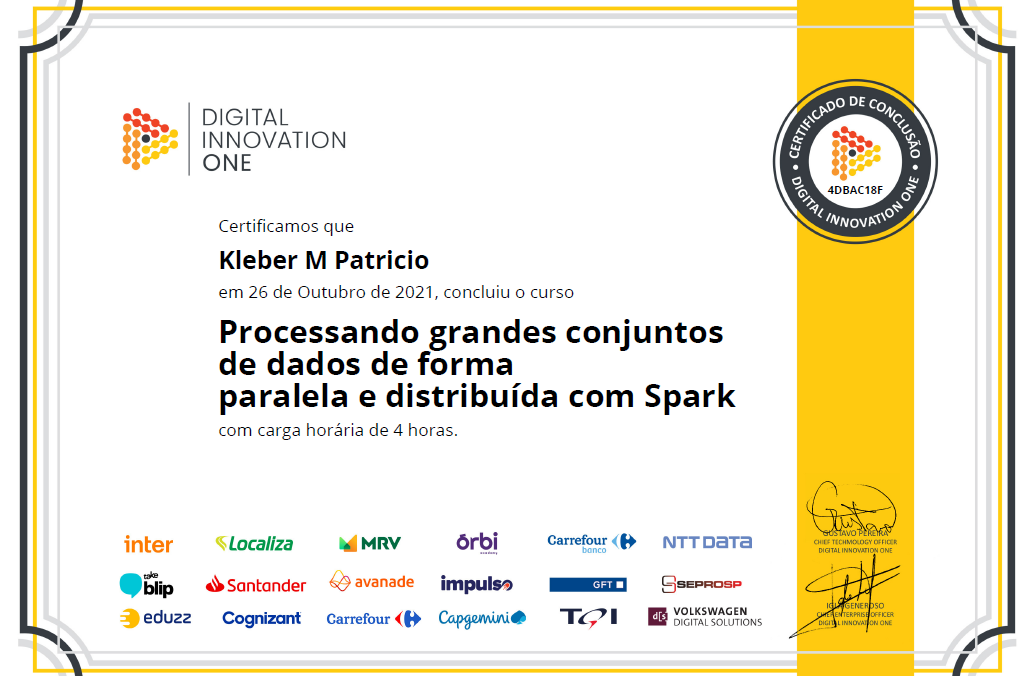 DIGITAL
INNOVATION
ONE
CERTIFICADO DE CONCLUSÃO
4DBAC18F
DIGITAL INNOVATION ONE
Certificamos que
Kleber M Patricio
em 26 de Outubro de 2021, concluiu o curso
Processando grandes conjuntos
de dados de forma
paralela e distribuída com Spark
com carga horária de 4 horas.
inter
Localiza
MRV
órbi
academy
Carrefour
banco
NTT DATA
take
blip
Santander
avanade
impulso
GFT
SEPROSP
eduzz
Cognizant
Carrefour
Capgemini
TQI
d[s]
VOLKSWAGEN
DIGITAL SOLUTIONS
GUSTAVO PEREIRA
CHIEF TECHNOLOGY OFFICER
DIGITAL INNOVATION ONE
GENEROSO
CHIEF ENTERPRISE OFFICER
DIGITAL INNOVATION ONE